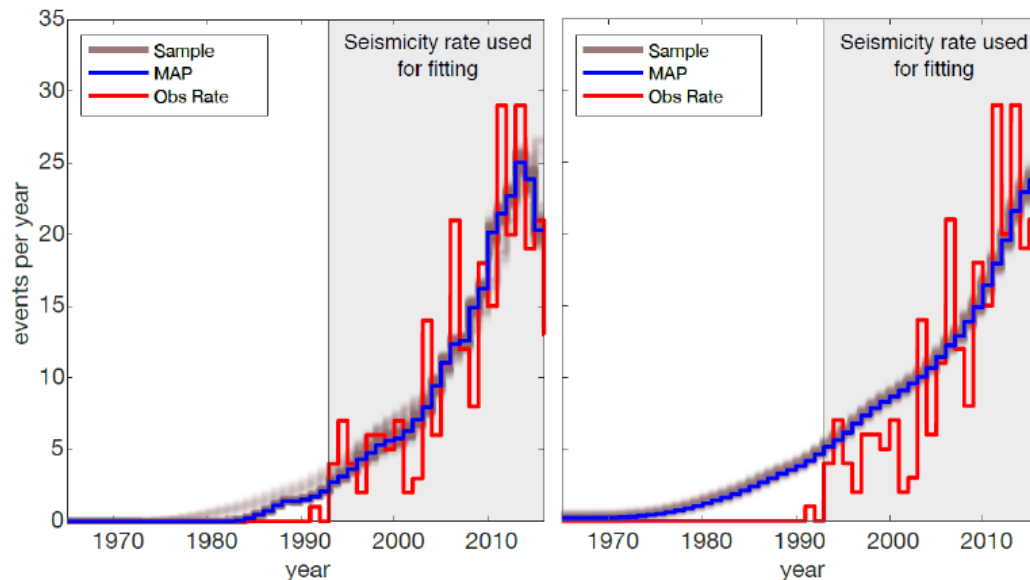 Sample
MAP
Obs Rate
Seismicity rate used
for fitting
35
30
25
20
15
10
5
0
events per year
1970
1980
1990
2000
2010
year
Sample
MAP
Obs Rate
Seismicity rate used
for fitting
1970
1980
1990
2000
2010
year